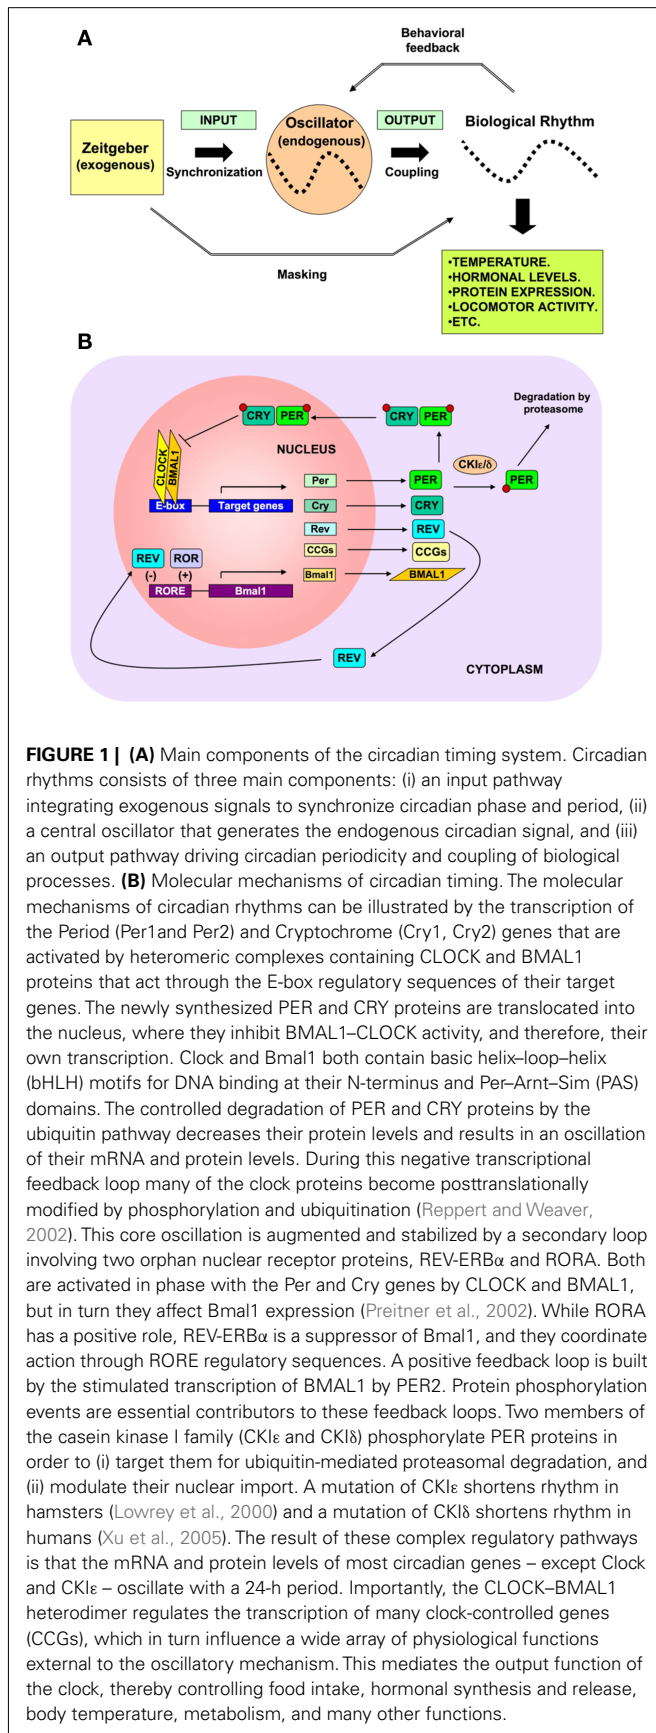 A
Behavioral
feedback
INPUT
Oscillator
(endogenous)
OUTPUT
Biological Rhythm
Zeitgeber
(exogenous)
Synchronization
Coupling
Masking
•TEMPERATURE.
•HORMONAL LEVELS.
•PROTEIN EXPRESSION.
•LOCOMOTOR ACTIVITY.
•ETC.
B
Degradation by
proteasome
CRY PER
CRY PER
NUCLEUS
CLOCK
BMAL1
CKIε/δ
Per
PER
PER
E-box
Target genes
Cry
CRY
Rev
REV
CCGs
CCGs
REV
ROR
(-)
(+)
Bmal1
BMAL1
RORE
Bmal1
REV
CYTOPLASM
FIGURE 1 | (A) Main components of the circadian timing system. Circadian
rhythms consists of three main components: (i) an input pathway
integrating exogenous signals to synchronize circadian phase and period, (ii)
a central oscillator that generates the endogenous circadian signal, and (iii)
an output pathway driving circadian periodicity and coupling of biological
processes. (B) Molecular mechanisms of circadian timing. The molecular
mechanisms of circadian rhythms can be illustrated by the transcription of
the Period (Per1and Per2) and Cryptochrome (Cry1, Cry2) genes that are
activated by heteromeric complexes containing CLOCK and BMAL1
proteins that act through the E-box regulatory sequences of their target
genes. The newly synthesized PER and CRY proteins are translocated into
the nucleus, where they inhibit BMAL1–CLOCK activity, and therefore, their
own transcription. Clock and Bmal1 both contain basic helix–loop–helix
(bHLH) motifs for DNA binding at their N-terminus and Per–Arnt–Sim (PAS)
domains. The controlled degradation of PER and CRY proteins by the
ubiquitin pathway decreases their protein levels and results in an oscillation
of their mRNA and protein levels. During this negative transcriptional
feedback loop many of the clock proteins become posttranslationally
modified by phosphorylation and ubiquitination (Reppert and Weaver,
2002). This core oscillation is augmented and stabilized by a secondary loop
involving two orphan nuclear receptor proteins, REV-ERBα and RORA. Both
are activated in phase with the Per and Cry genes by CLOCK and BMAL1,
but in turn they affect Bmal1 expression (Preitner et al., 2002). While RORA
has a positive role, REV-ERBα is a suppressor of Bmal1, and they coordinate
action through RORE regulatory sequences. A positive feedback loop is built
by the stimulated transcription of BMAL1 by PER2. Protein phosphorylation
events are essential contributors to these feedback loops. Two members of
the casein kinase I family (CKIε and CKIδ) phosphorylate PER proteins in
order to (i) target them for ubiquitin-mediated proteasomal degradation, and
(ii) modulate their nuclear import. A mutation of CKIε shortens rhythm in
hamsters (Lowrey et al., 2000) and a mutation of CKIδ shortens rhythm in
humans (Xu et al., 2005). The result of these complex regulatory pathways
is that the mRNA and protein levels of most circadian genes – except Clock
and CKIε – oscillate with a 24-h period. Importantly, the CLOCK–BMAL1
heterodimer regulates the transcription of many clock-controlled genes
(CCGs), which in turn influence a wide array of physiological functions
external to the oscillatory mechanism. This mediates the output function of
the clock, thereby controlling food intake, hormonal synthesis and release,
body temperature, metabolism, and many other functions.